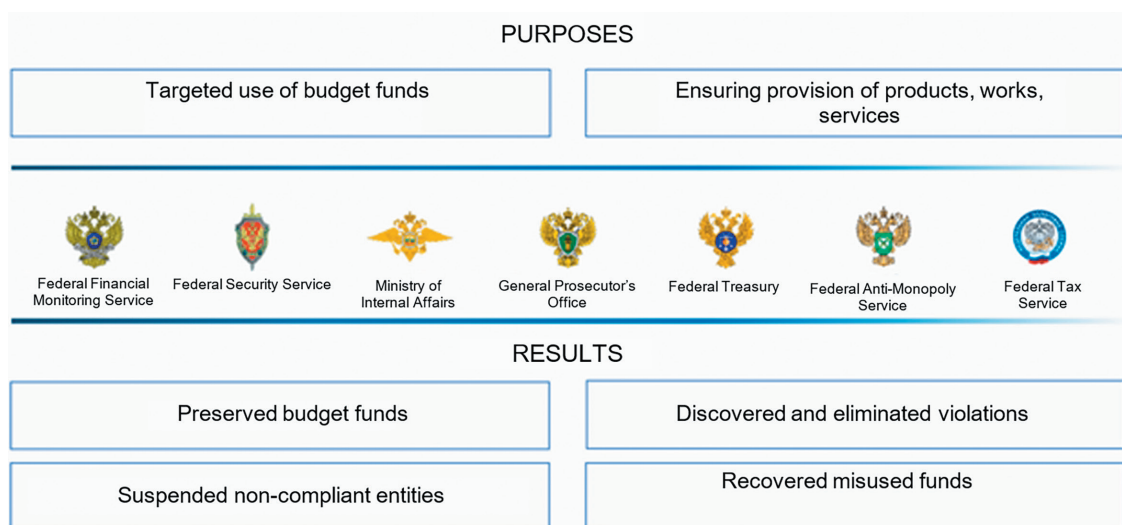 PURPOSES
Targeted use of budget funds
Ensuring provision of products, works,
services
Federal Financial
Monitoring Service
Federal Security Service
Ministry of
Internal Affairs
General Prosecutor's
Office
Federal Treasury
Federal Anti-Monopoly
Service
Federal Tax
Service
RESULTS
Preserved budget funds
Discovered and eliminated violations
Suspended non-compliant entities
Recovered misused funds